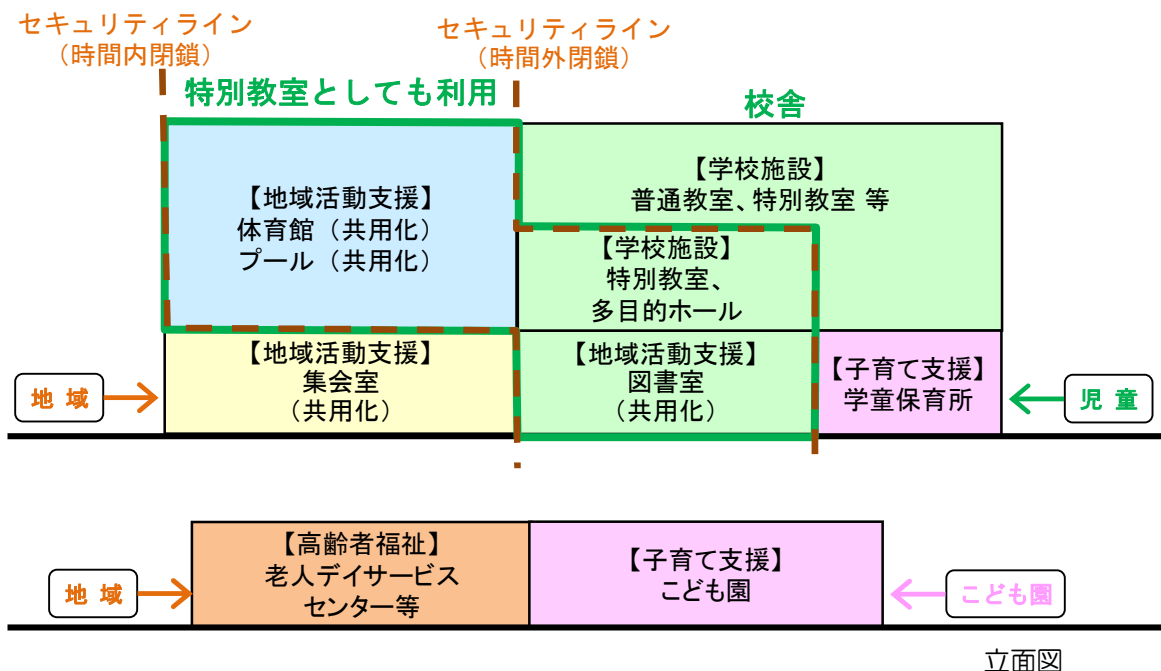 セキュリティライン
（時間内閉鎖）
セキュリティライン
（時間外閉鎖）
特別教室としても利用
校舎
【地域活動支援】
体育館（共用化）
プール（共用化）
【学校施設】
普通教室、特別教室 等
【学校施設】
特別教室、
多目的ホール
地 域
【地域活動支援】
集会室
（共用化）
【地域活動支援】
図書室
（共用化）
【子育て支援】
学童保育所
児 童
地 域
【高齢者福祉】
老人デイサービス
センター等
【子育て支援】
こども園
こども園
立面図